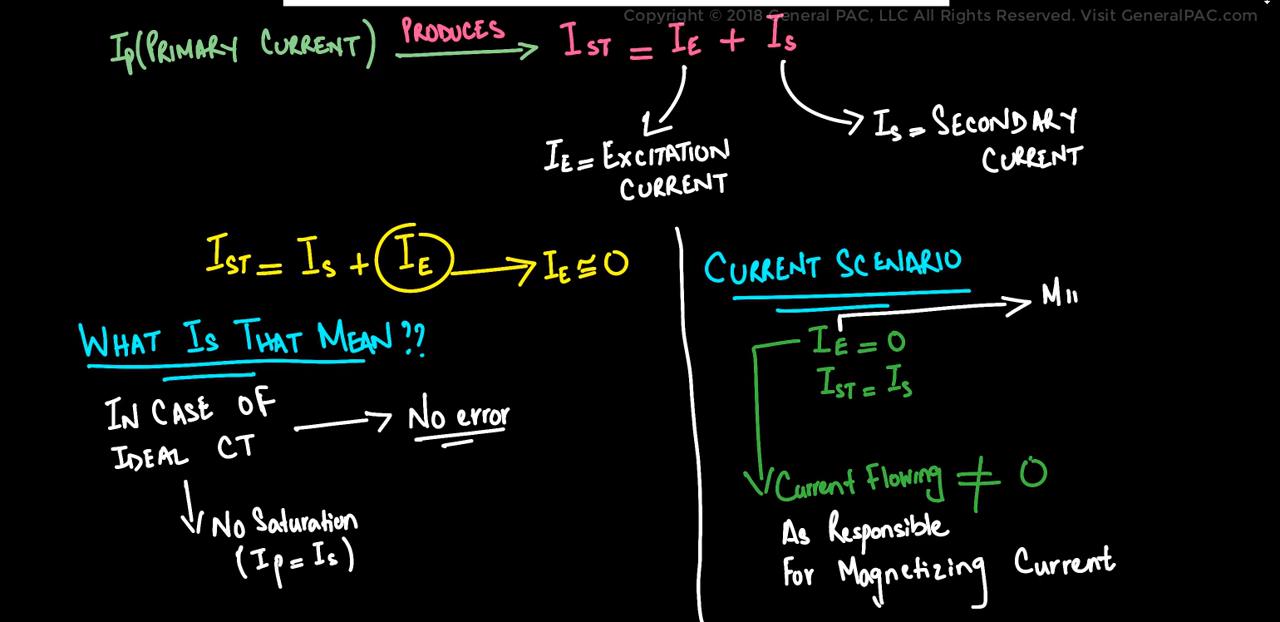 Copyright © 2018 General PAC, LLC All Rights Reserved. Visit GeneralPAC.com
Ip (PRIMARY CURRENT) PRODUCES IST = IE + IS
IE = EXCITATION
CURRENT
IS = SECONDARY
CURRENT
IST = IS + IE → IE ≅ 0
WHAT IS THAT MEAN??
IN CASE OF
IDEAL CT
→ No error
No Saturation
(Ip = Is)
CURRENT SCENARIO
IE = 0
IST = IS
Current Flowing ≠ 0
As Responsible
For Magnetizing Current